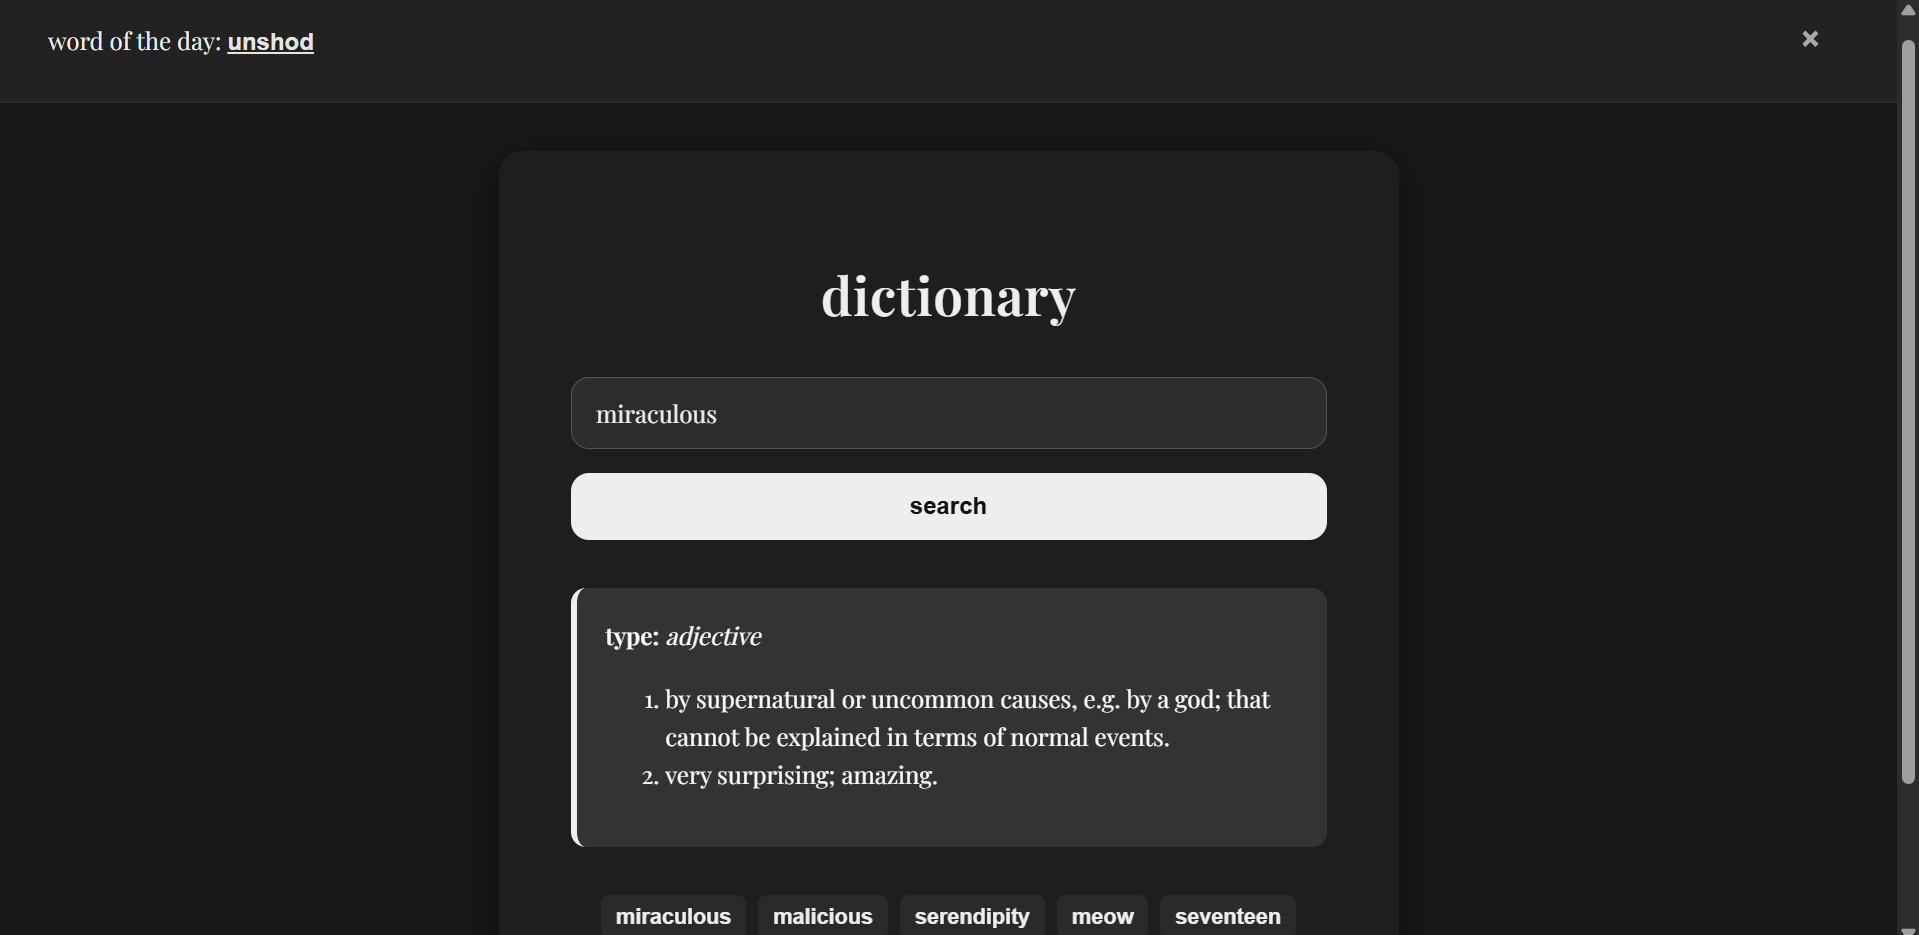 word of the day: unshod
×
dictionary
miraculous
search
type: adjective
1. by supernatural or uncommon causes, e.g. by a god; that
cannot be explained in terms of normal events.
2. very surprising; amazing.
miraculous malicious serendipity meow seventeen